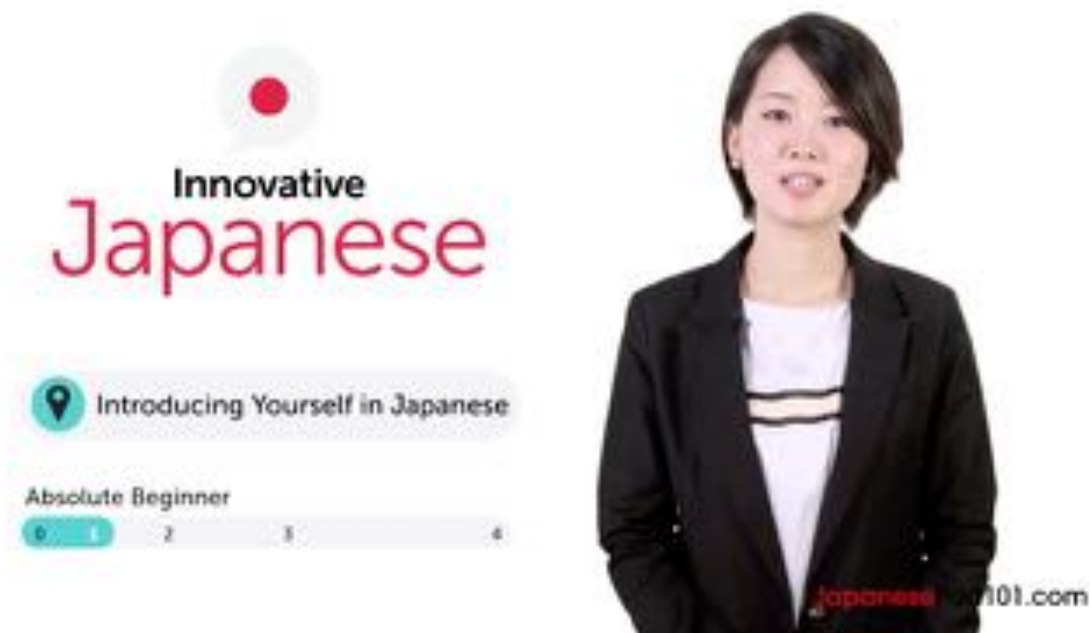 Innovative
Japanese
Introducing Yourself in Japanese
Absolute Beginner
0 1 2 3 4
Japanese 101.com